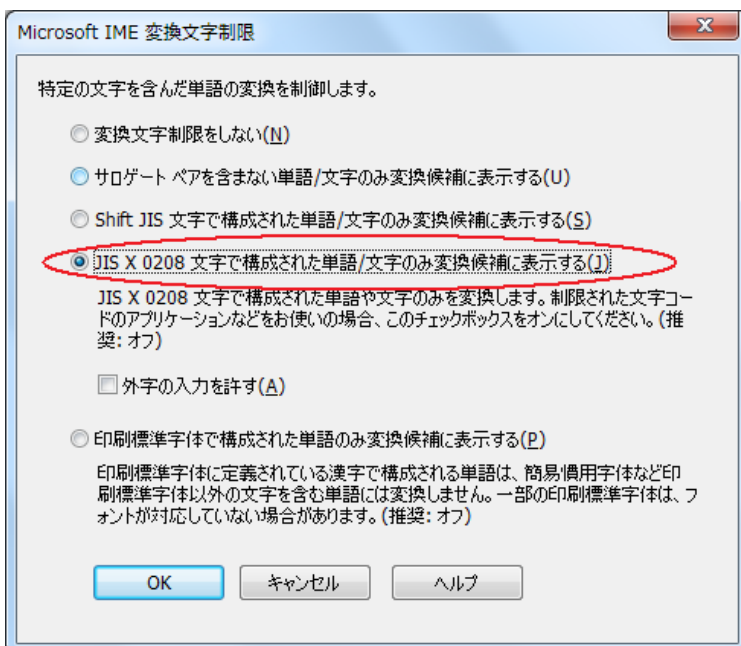 Microsoft IME 変換文字制限
特定の文字を含んだ単語の変換を制御します。
変換文字制限をしない(N)
サロゲート ペアを含まない単語/文字のみ変換候補に表示する(U)
Shift JIS 文字で構成された単語/文字のみ変換候補に表示する(S)
JIS X 0208 文字で構成された単語/文字のみ変換候補に表示する(J)
JIS X 0208 文字で構成された単語や文字のみを変換します。制限された文字コー
ドのアプリケーションなどをお使いの場合、このチェックボックスをオンにしてください。(推
奨: オフ)
外字の入力を許す(A)
印刷標準字体で構成された単語のみ変換候補に表示する(P)
印刷標準字体に定義されている漢字で構成される単語は、簡易慣用字体など印
刷標準字体以外の文字を含む単語には変換しません。一部の印刷標準字体は、フ
ォントが対応していない場合があります。(推奨: オフ)
OK
キャンセル
ヘルプ